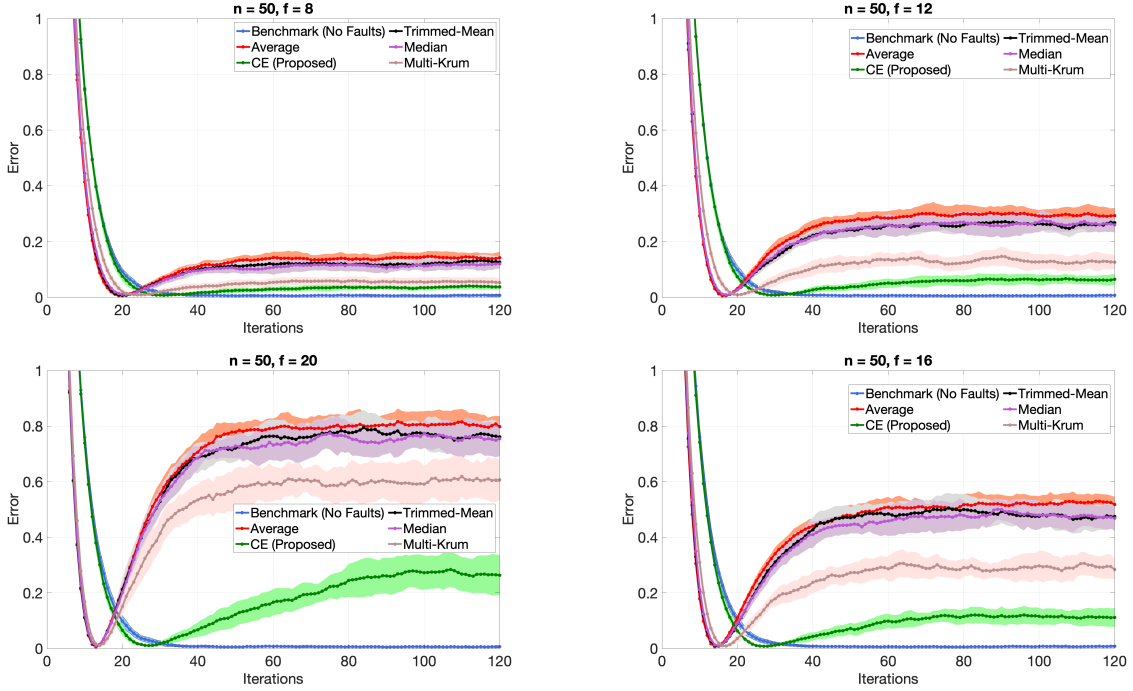 n = 50, f = 8
Benchmark (No Faults) Trimmed-Mean
Average Median
CE (Proposed) Multi-Krum
1
0.8
0.6
0.4
0.2
0
Error
0 20 40 60 80 100 120
Iterations
n = 50, f = 12
Benchmark (No Faults) Trimmed-Mean
Average Median
CE (Proposed) Multi-Krum
1
0.8
0.6
0.4
0.2
0
Error
0 20 40 60 80 100 120
Iterations
n = 50, f = 20
1
0.8
0.6
0.4
0.2
0
Error
Benchmark (No Faults) Trimmed-Mean
Average Median
CE (Proposed) Multi-Krum
0 20 40 60 80 100 120
Iterations
n = 50, f = 16
Benchmark (No Faults) Trimmed-Mean
Average Median
CE (Proposed) Multi-Krum
1
0.8
0.6
0.4
0.2
0
Error
0 20 40 60 80 100 120
Iterations